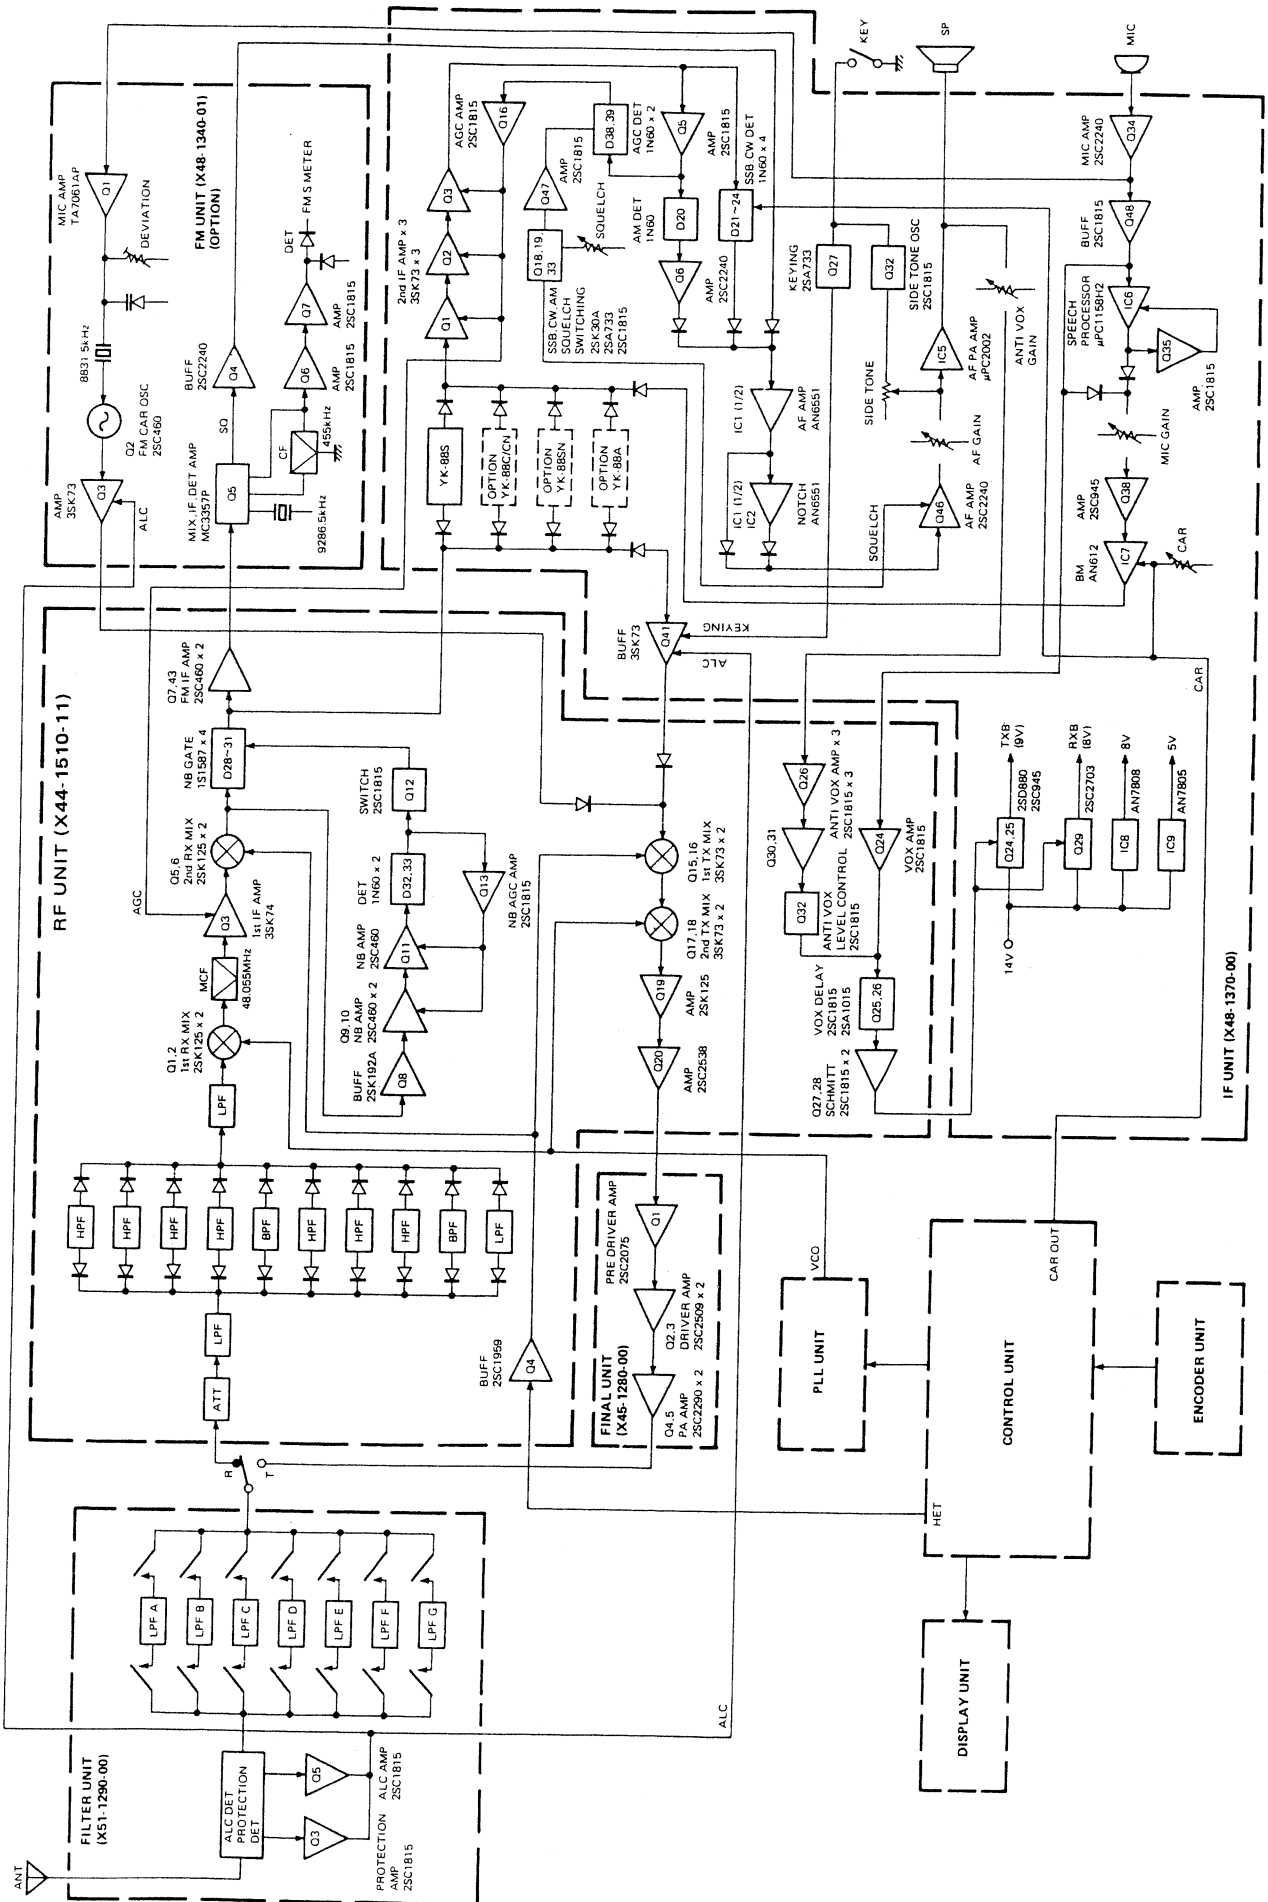 ANT
FILTER UNIT
(X51-1290-00)
ALC DET
PROTECTION
DET
Q3
PROTECTION
AMP
2SC1815
Q5
ALC AMP
2SC1815
LPF A
LPF B
LPF C
LPF D
LPF E
LPF F
LPF G
ALC
R
T
RF UNIT (X44-1510-11)
ATT
LPF
HPF
HPF
HPF
HPF
BPF
HPF
HPF
HPF
BPF
LPF
LPF
Q1,2
1st RX MIX
2SK125 x 2
MCF
48.055MHz
AGC
Q3
1st IF AMP
3SK74
Q5,6
2nd RX MIX
2SK125 x 2
NB GATE
1S1587 x 4
D28~31
Q7,43
FM IF AMP
2SC460 x 2
BUFF
2SK192A
Q8
Q9,10
NB AMP
2SC460 x 2
NB AMP
2SC460
Q11
DET
1N60 x 2
D32,33
SWITCH
2SC1815
Q12
Q13
NB AGC AMP
2SC1815
BUFF
2SC1959
Q4
Q15,16
1st TX MIX
3SK73 x 2
Q17,18
2nd TX MIX
3SK73 x 2
Q19
AMP
2SK125
Q20
AMP
2SC2538
Q26
ANTI VOX AMP x 3
2SC1815 x 3
Q30,31
Q32
ANTI VOX
LEVEL CONTROL
2SC1815
Q24
VOX AMP
2SC1815
VOX DELAY
2SC1815
2SA1015
Q25,26
Q27,28
SCHMITT
2SC1815 x 2
FINAL UNIT
(X45-1280-00)
PRE DRIVER AMP
2SC2075
Q1
Q2,3
DRIVER AMP
2SC2509 x 2
Q4,5
PA AMP
2SC2290 x 2
FM UNIT (X48-1340-01)
(OPTION)
MIC AMP
TA7061AP
Q1
DEVIATION
8831.5kHz
Q2
FM CAR OSC
2SC460
AMP
3SK73
Q3
ALC
BUFF
2SC2240
Q4
SQ
MIX.IF.DET AMP
MC3357P
Q5
9286.5kHz
CF
455kHz
Q6
AMP
2SC1815
Q7
AMP
2SC1815
DET
FM S METER
IF UNIT (X48-1370-00)
2nd IF AMP x 3
3SK73 x 3
Q1
Q2
Q3
AGC AMP
2SC1815
Q16
YK-88S
OPTION
YK-88C/CN
OPTION
YK-88SN
OPTION
YK-88A
Q18,19,
33
SSB.CW.AM
SQUELCH
SWITCHING
2SK30A
2SA733
2SC1815
SQUELCH
Q47
AMP
2SC1815
D38,39
AGC DET
1N60 x 2
Q5
AMP
2SC1815
AM DET
1N60
D20
Q6
AMP
2SC2240
D21~24
SSB.CW DET
1N60 x 4
IC1 (1/2)
AF AMP
AN6551
IC1 (1/2)
IC2
NOTCH
AN6551
SQUELCH
Q46
AF AMP
2SC2240
AF GAIN
IC5
AF PA AMP
µPC2002
SIDE TONE
Q32
SIDE TONE OSC
2SC1815
KEYING
2SA733
Q27
KEY
SP
ANTI VOX
GAIN
BUFF
3SK73
Q41
KEYING
ALC
MIC
Q34
MIC AMP
2SC2240
BUFF
2SC1815
Q48
SPEECH
PROCESSOR
µPC1158H2
IC6
Q35
AMP
2SC1815
MIC GAIN
AMP
2SC945
Q38
BM
AN612
IC7
CAR
CAR
14V
Q24,25
TXB
(9V)
2SD880
2SC945
Q29
RXB
(8V)
2SC2703
IC8
8V
AN7808
IC9
5V
AN7805
VCO
PLL UNIT
CAR OUT
CONTROL UNIT
HET
ENCODER UNIT
DISPLAY UNIT